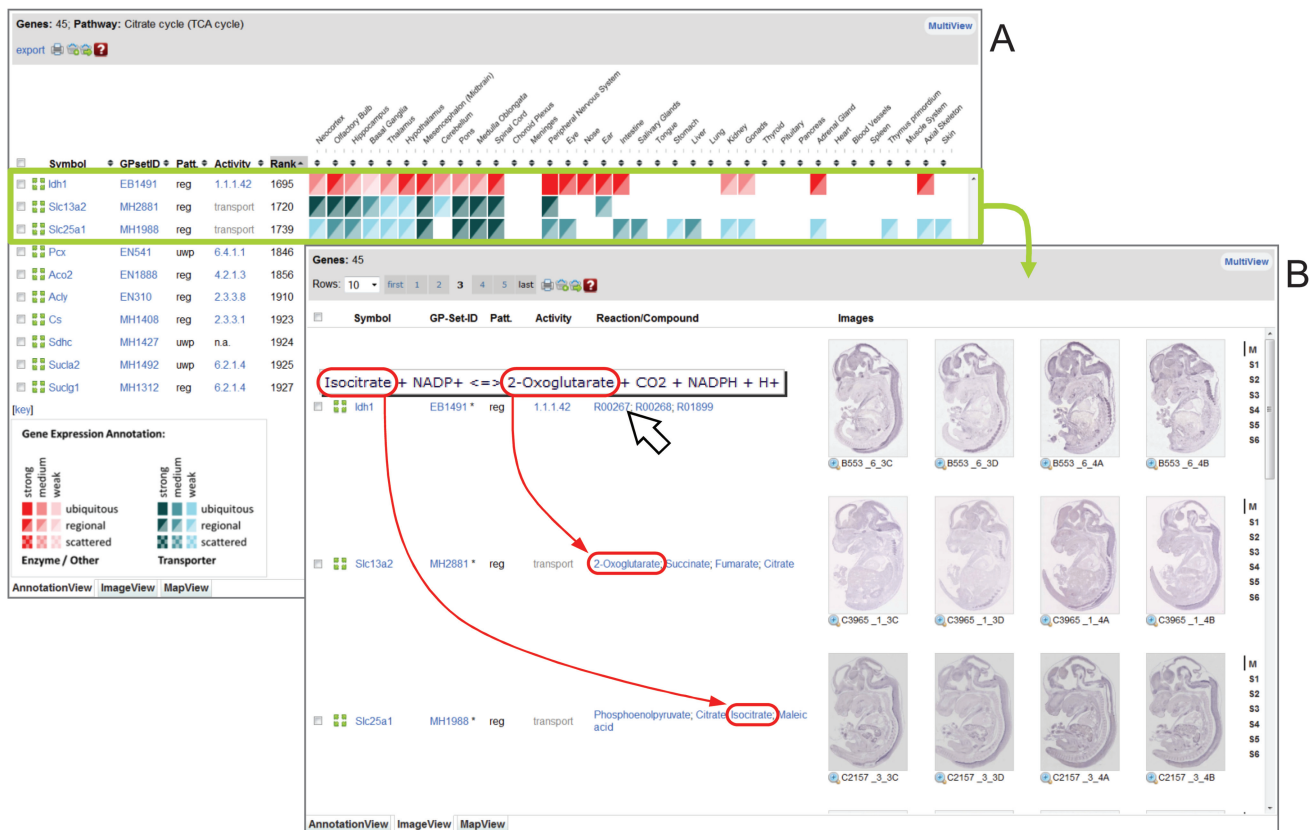 Genes: 45; Pathway: Citrate cycle (TCA cycle)
MultiView
A
export
?
Neocortex
Olfactory Bulb
Hippocampus
Basal Ganglia
Thalamus
Hypothalamus
Mesencephalon (Midbrain)
Cerebellum
Pons
Medulla Oblongata
Spinal Cord
Choroid Plexus
Meninges
Peripheral Nervous System
Eye
Nose
Ear
Intestine
Salivary Glands
Tongue
Stomach
Liver
Lung
Kidney
Gonads
Thyroid
Pituitary
Pancreas
Adrenal Gland
Heart
Blood Vessels
Spleen
Thymus primordium
Muscle System
Axial Skeleton
Skin
Symbol GPsetID Patt. Activity Rank
Idh1 EB1491 reg 1.1.1.42 1695
Slc13a2 MH2881 reg transport 1720
Slc25a1 MH1988 reg transport 1739
Pcx EN541 uwp 6.4.1.1 1846
Aco2 EN1888 reg 4.2.1.3 1856
Acly EN310 reg 2.3.3.8 1910
Cs MH1408 reg 2.3.3.1 1923
Sdhc MH1427 uwp n.a. 1924
Sucla2 MH1492 uwp 6.2.1.4 1925
Suclg1 MH1312 reg 6.2.1.4 1927
[key]
Gene Expression Annotation:
strong medium weak strong medium weak
ubiquitous ubiquitous
regional regional
scattered scattered
Enzyme / Other Transporter
AnnotationView ImageView MapView
Genes: 45
MultiView
B
Rows: 10 first 1 2 3 4 5 last ?
Symbol GP-Set-ID Patt. Activity Reaction/Compound Images
Isocitrate + NADP+ <=> 2-Oxoglutarate + CO2 + NADPH + H+
Idh1 EB1491 * reg 1.1.1.42 R00267; R00268; R01899
M
S1
S2
S3
S4
S5
S6
B553 _6_3C B553 _6_3D B553 _6_4A B553 _6_4B
Slc13a2 MH2881 * reg transport 2-Oxoglutarate; Succinate; Fumarate; Citrate
M
S1
S2
S3
S4
S5
S6
C3965 _1_3C C3965 _1_3D C3965 _1_4A C3965 _1_4B
Slc25a1 MH1988 * reg transport Phosphoenolpyruvate; Citrate Isocitrate; Maleic
acid
M
S1
S2
S3
S4
S5
S6
C2157 _3_3C C2157 _3_3D C2157 _3_4A C2157 _3_4B
AnnotationView ImageView MapView